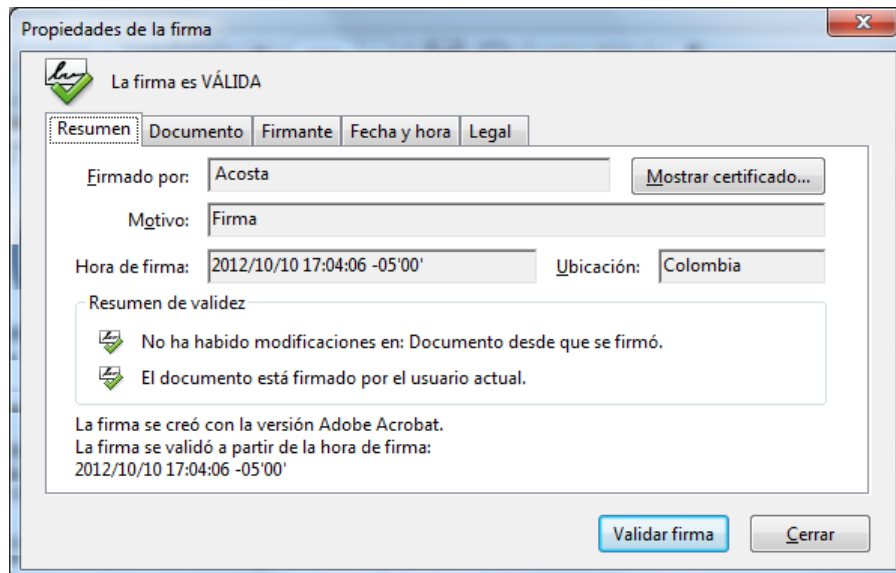 Propiedades de la firma
La firma es VÁLIDA
Resumen Documento Firmante Fecha y hora Legal
Firmado por: Acosta Mostrar certificado...
Motivo: Firma
Hora de firma: 2012/10/10 17:04:06 -05'00' Ubicación: Colombia
Resumen de validez
No ha habido modificaciones en: Documento desde que se firmó.
El documento está firmado por el usuario actual.
La firma se creó con la versión Adobe Acrobat.
La firma se validó a partir de la hora de firma:
2012/10/10 17:04:06 -05'00'
Validar firma Cerrar